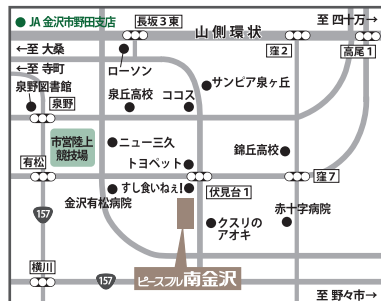 JA 金沢市野田支店
長坂3東
山側環状
至 四十万→
←至 大桑
窪2
高尾1
←至 寺町
ローソン
泉野図書館
サンピア泉ヶ丘
泉野
泉丘高校
ココス
市営陸上
競技場
ニュー三久
錦丘高校
有松
トヨペット
すし食いねぇ!
伏見台1
窪7
金沢有松病院
赤十字病院
157
クスリの
アオキ
横川
157
ピースフル南金沢
至 野々市→